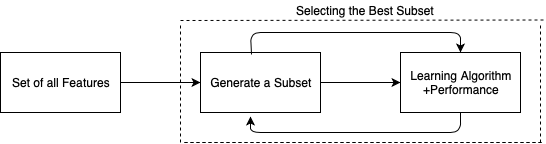 Selecting the Best Subset
Set of all Features
Generate a Subset
Learning Algorithm
+Performance